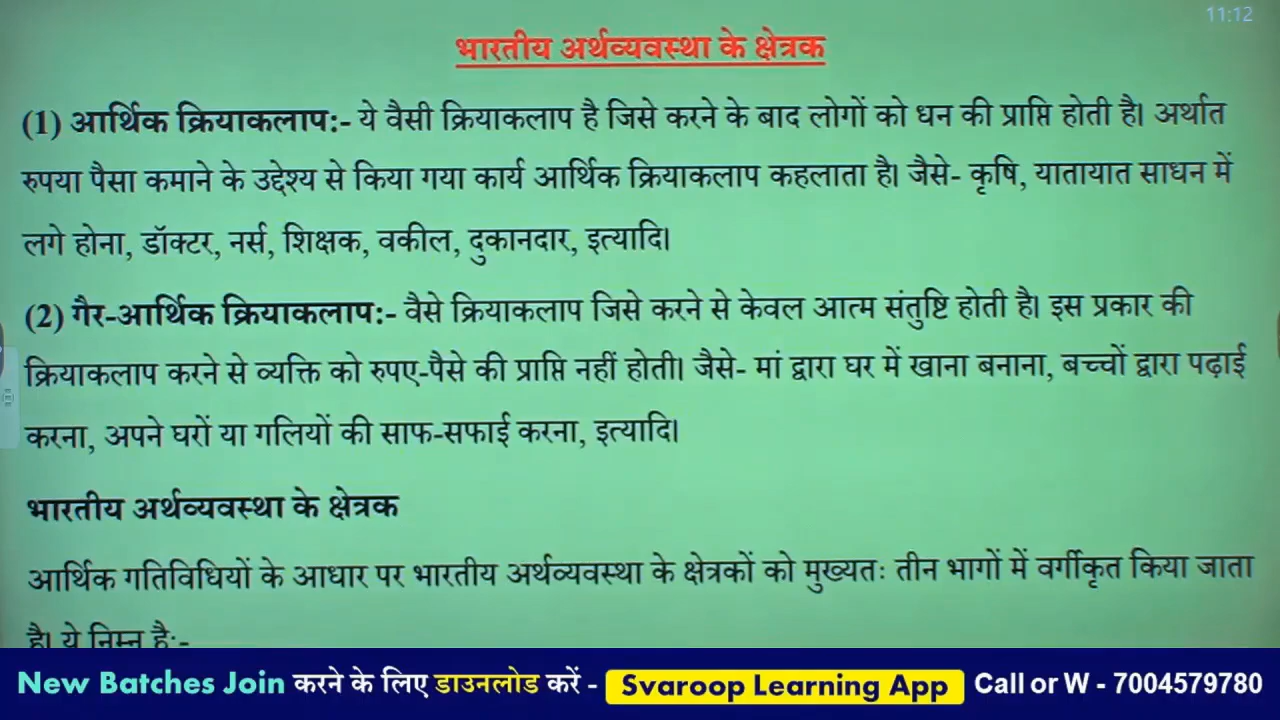 11:12
भारतीय अर्थव्यवस्था के क्षेत्रक
(1) आर्थिक क्रियाकलाप:- ये वैसी क्रियाकलाप है जिसे करने के बाद लोगों को धन की प्राप्ति होती है। अर्थात
रुपया पैसा कमाने के उद्देश्य से किया गया कार्य आर्थिक क्रियाकलाप कहलाता है। जैसे- कृषि, यातायात साधन में
लगे होना, डॉक्टर, नर्स, शिक्षक, वकील, दुकानदार, इत्यादि।
(2) गैर-आर्थिक क्रियाकलाप:- वैसे क्रियाकलाप जिसे करने से केवल आत्म संतुष्टि होती है। इस प्रकार की
क्रियाकलाप करने से व्यक्ति को रुपए-पैसे की प्राप्ति नहीं होती। जैसे- मां द्वारा घर में खाना बनाना, बच्चों द्वारा पढ़ाई
करना, अपने घरों या गलियों की साफ-सफाई करना, इत्यादि।
भारतीय अर्थव्यवस्था के क्षेत्रक
आर्थिक गतिविधियों के आधार पर भारतीय अर्थव्यवस्था के क्षेत्रकों को मुख्यतः तीन भागों में वर्गीकृत किया जाता
है। ये निम्न है:-
New Batches Join करने के लिए डाउनलोड करें - Svaroop Learning App Call or W - 7004579780